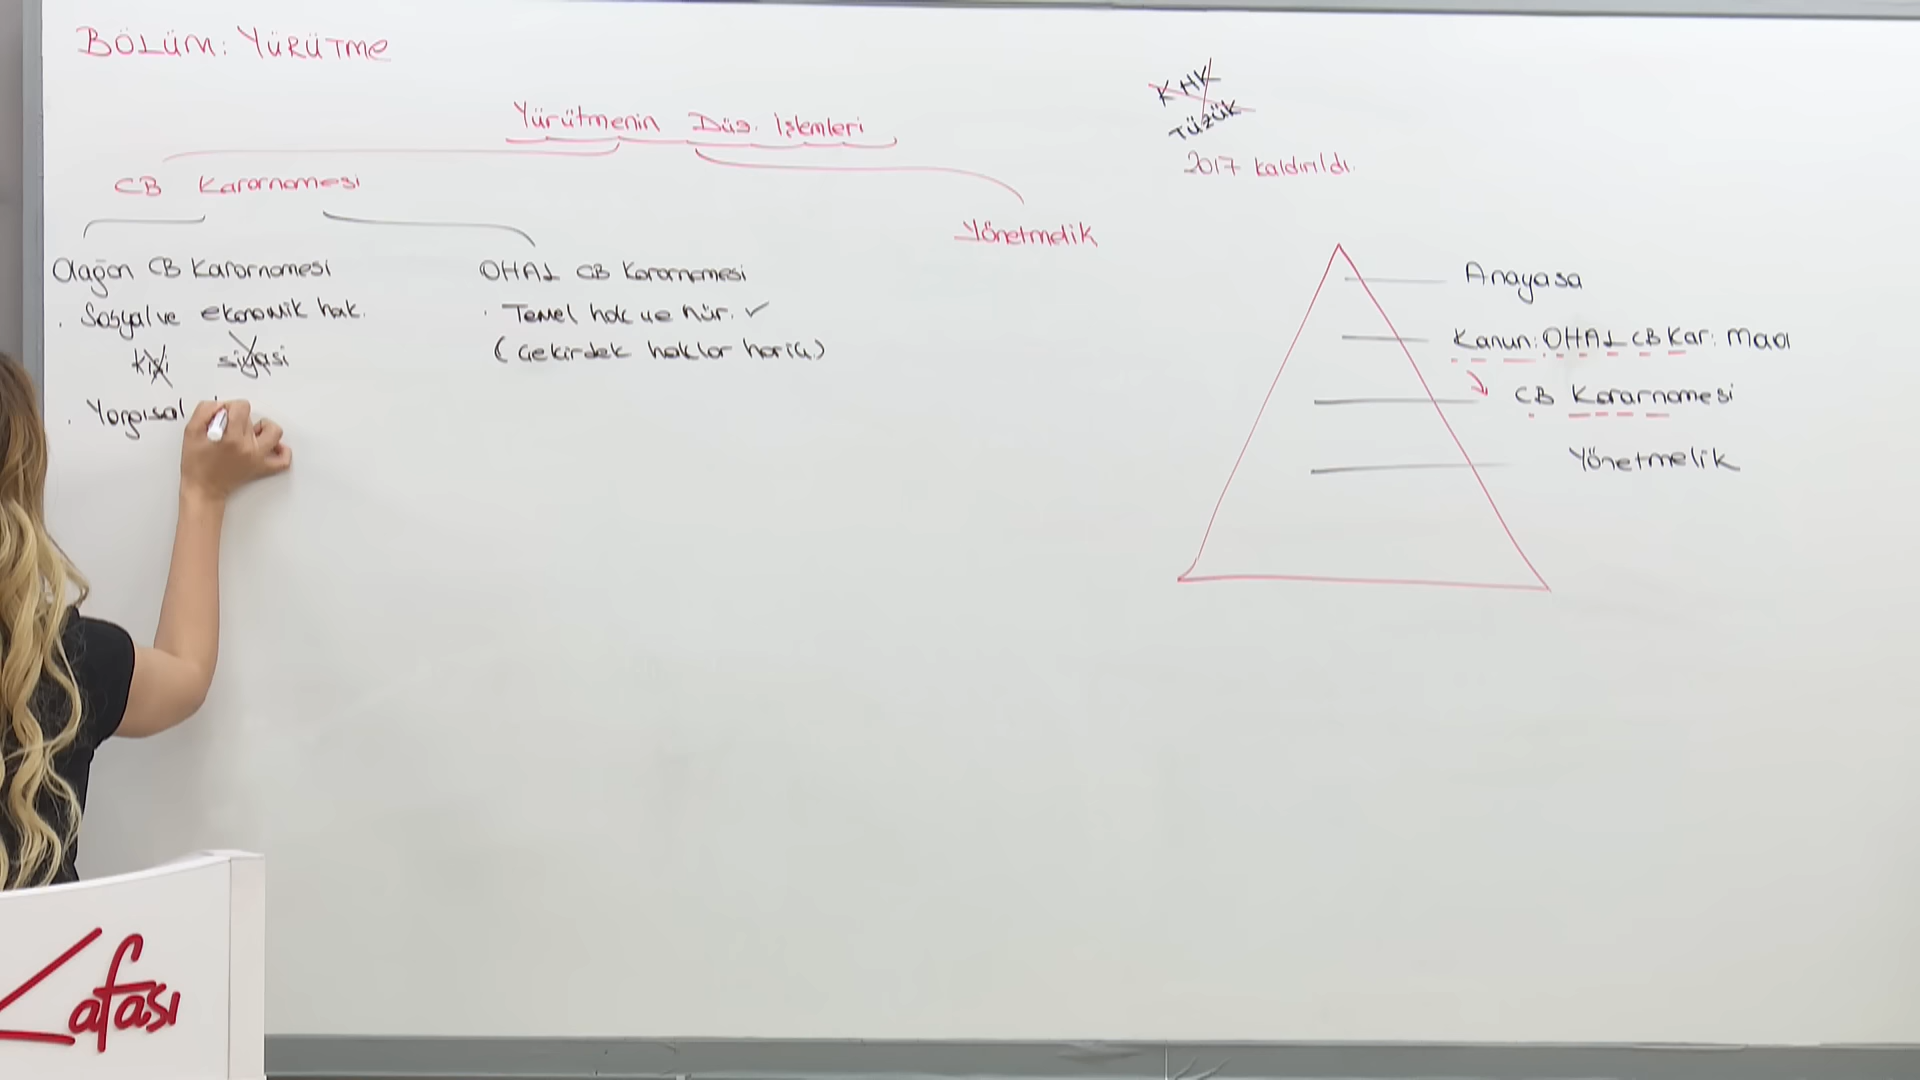 BÖLÜM: YÜRÜTME
Yürütmenin Düz. İşlemleri
CB Kararnamesi
Yönetmelik
Olağan CB Kararnamesi
. Sosyal ve ekonomik hak.
kişi siyasi
. Yargısal
OHAL CB Kararnamesi
. Temel hak ve hür. ✓
(Çekirdek haklar hariç)
KHK
TÜZÜK
2017 kaldırıldı.
Anayasa
Kanun: OHAL CB Kar.
CB Kararnamesi
Yönetmelik
Kafası